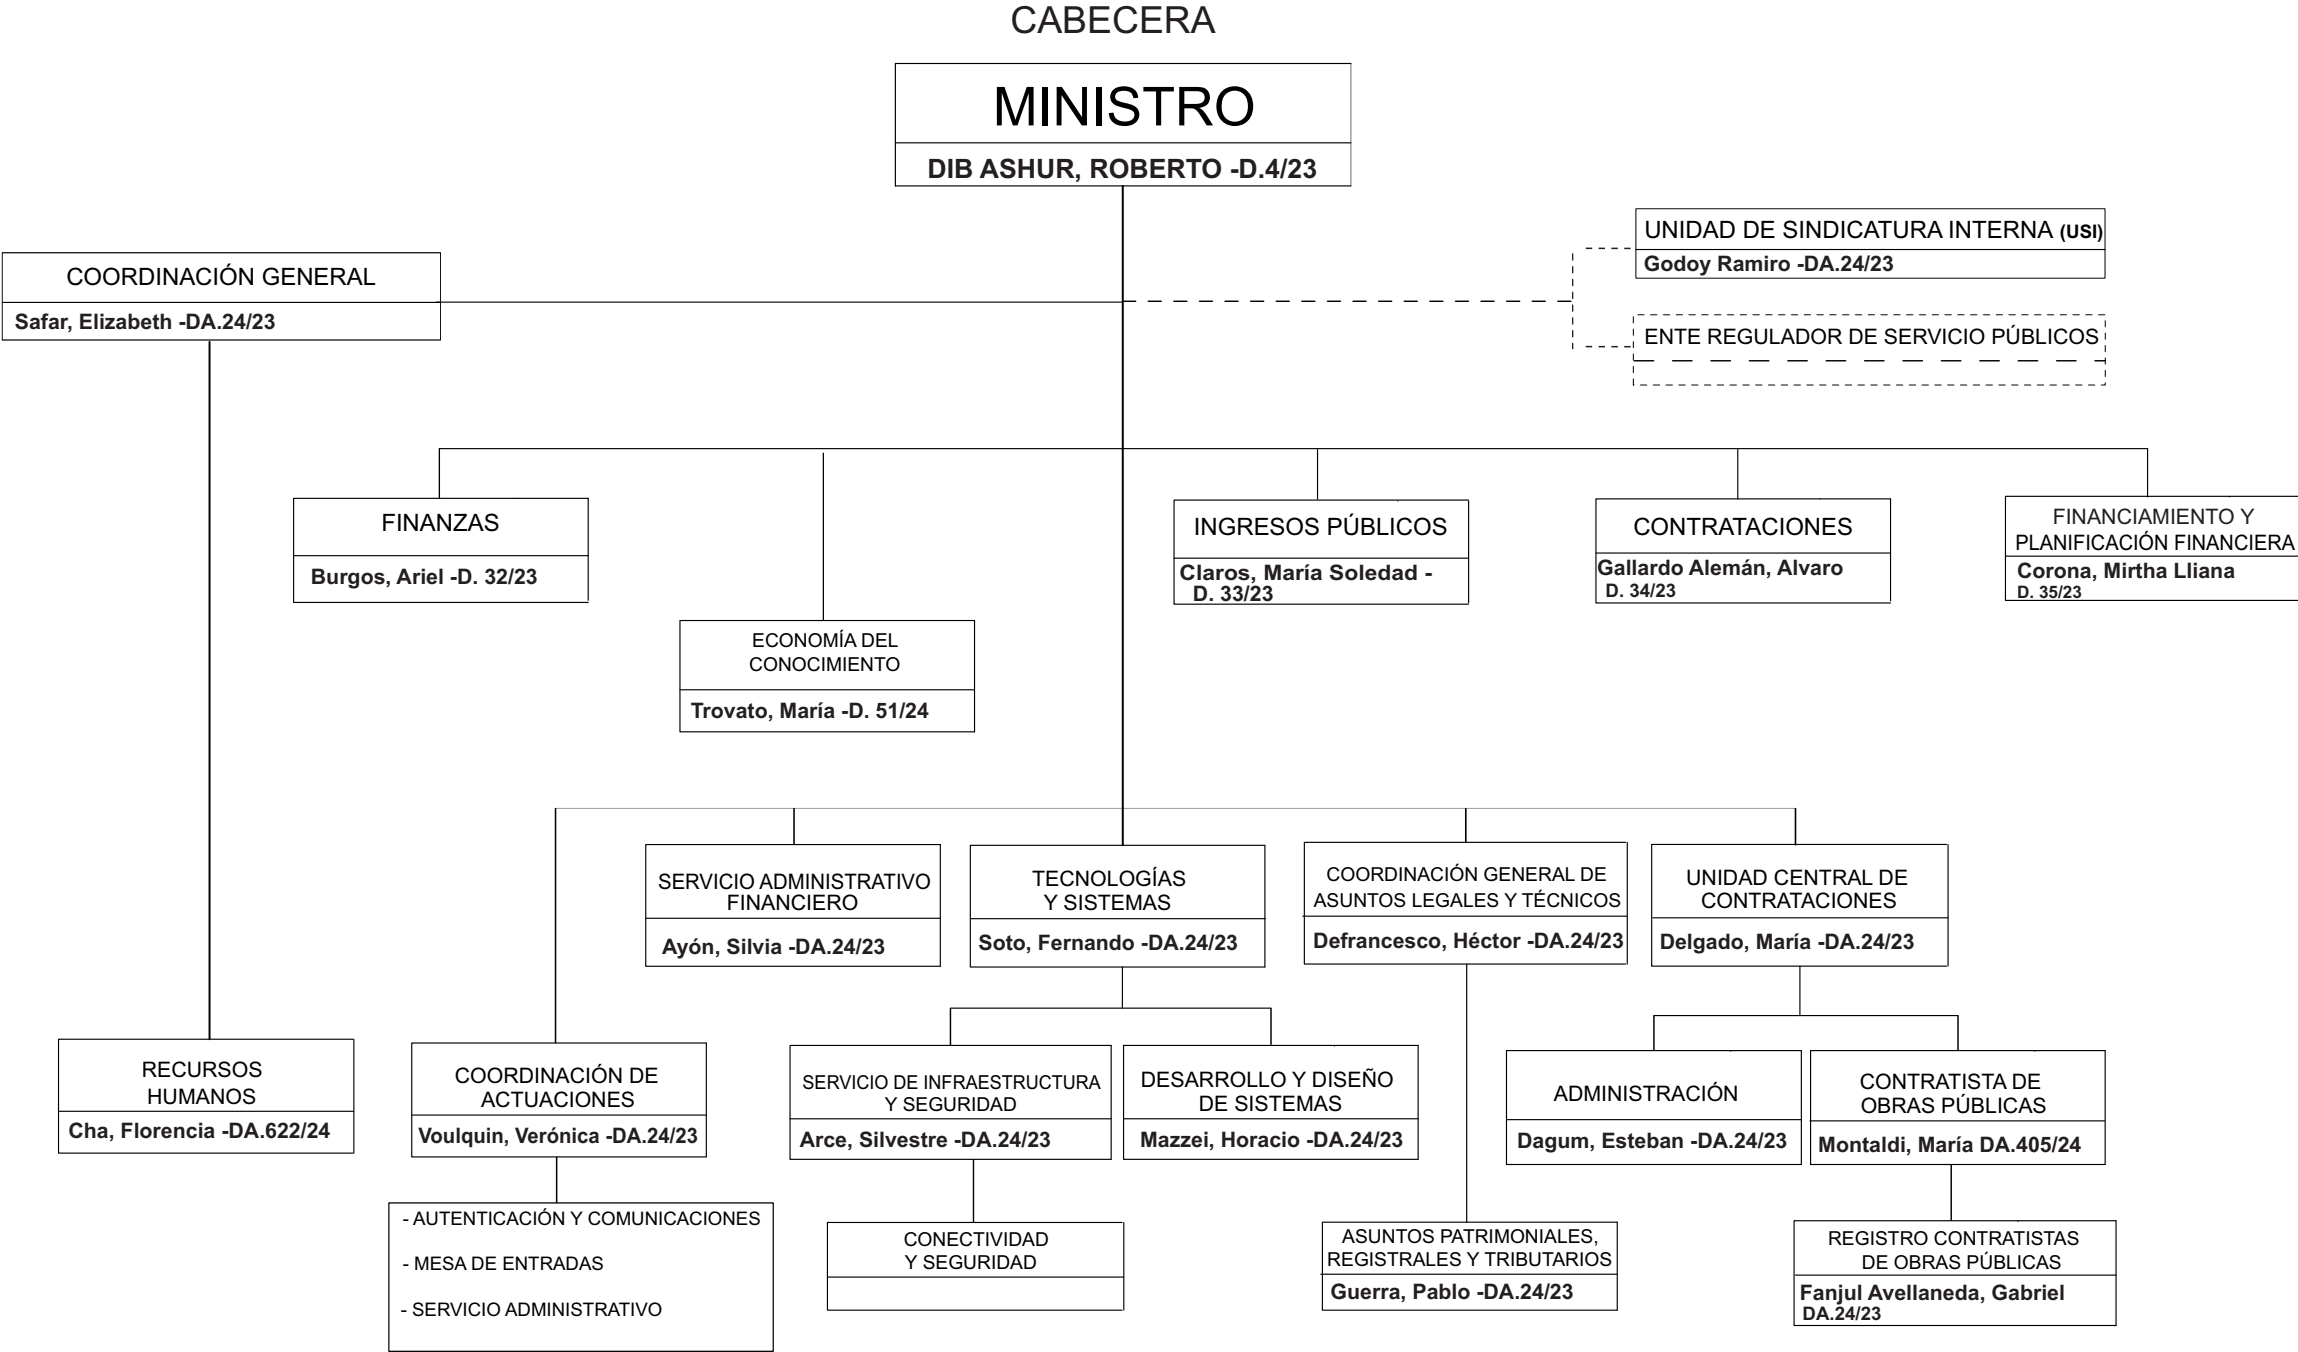 CABECERA
MINISTRO
DIB ASHUR, ROBERTO -D.4/23
UNIDAD DE SINDICATURA INTERNA (USI)
Godoy Ramiro -DA.24/23
COORDINACIÓN GENERAL
Safar, Elizabeth -DA.24/23
ENTE REGULADOR DE SERVICIO PÚBLICOS
FINANZAS
Burgos, Ariel -D. 32/23
INGRESOS PÚBLICOS
Claros, María Soledad -
D. 33/23
CONTRATACIONES
Gallardo Alemán, Alvaro
D. 34/23
FINANCIAMIENTO Y
PLANIFICACIÓN FINANCIERA
Corona, Mirtha Lliana
D. 35/23
ECONOMÍA DEL
CONOCIMIENTO
Trovato, María -D. 51/24
SERVICIO ADMINISTRATIVO
FINANCIERO
Ayón, Silvia -DA.24/23
TECNOLOGÍAS
Y SISTEMAS
Soto, Fernando -DA.24/23
COORDINACIÓN GENERAL DE
ASUNTOS LEGALES Y TÉCNICOS
Defrancesco, Héctor -DA.24/23
UNIDAD CENTRAL DE
CONTRATACIONES
Delgado, María -DA.24/23
RECURSOS
HUMANOS
Cha, Florencia -DA.622/24
COORDINACIÓN DE
ACTUACIONES
Voulquin, Verónica -DA.24/23
SERVICIO DE INFRAESTRUCTURA
Y SEGURIDAD
Arce, Silvestre -DA.24/23
DESARROLLO Y DISEÑO
DE SISTEMAS
Mazzei, Horacio -DA.24/23
ADMINISTRACIÓN
Dagum, Esteban -DA.24/23
CONTRATISTA DE
OBRAS PÚBLICAS
Montaldi, María DA.405/24
- AUTENTICACIÓN Y COMUNICACIONES
- MESA DE ENTRADAS
- SERVICIO ADMINISTRATIVO
CONECTIVIDAD
Y SEGURIDAD
ASUNTOS PATRIMONIALES,
REGISTRALES Y TRIBUTARIOS
Guerra, Pablo -DA.24/23
REGISTRO CONTRATISTAS
DE OBRAS PÚBLICAS
Fanjul Avellaneda, Gabriel
DA.24/23